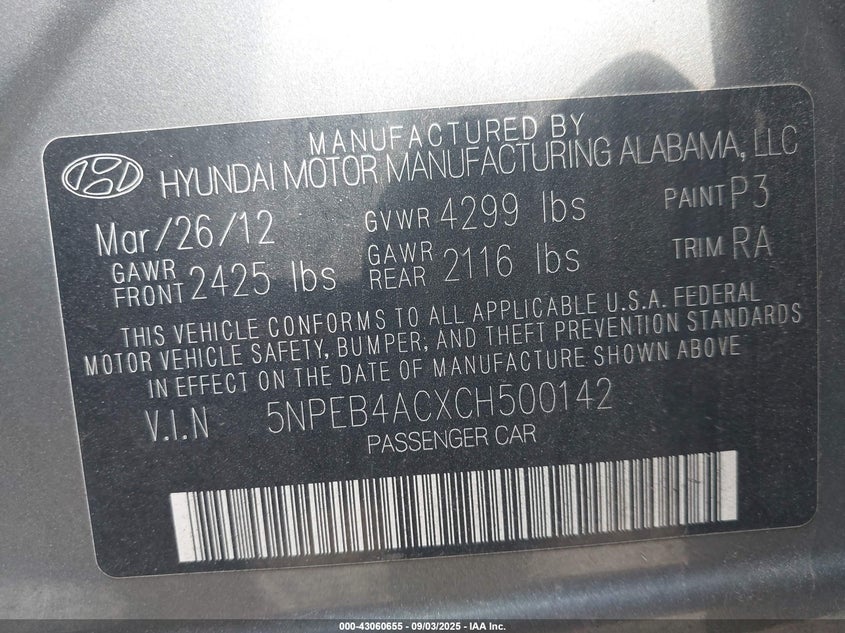 MANUFACTURED BY
HYUNDAI MOTOR MANUFACTURING ALABAMA, LLC
Mar/26/12 GVWR 4299 lbs PAINT P3
GAWR FRONT 2425 lbs GAWR REAR 2116 lbs TRIM RA
THIS VEHICLE CONFORMS TO ALL APPLICABLE U.S.A. FEDERAL
MOTOR VEHICLE SAFETY, BUMPER, AND THEFT PREVENTION STANDARDS
IN EFFECT ON THE DATE OF MANUFACTURE SHOWN ABOVE
V.I.N 5NPEB4ACXCH500142
PASSENGER CAR
000-43060655 - 09/03/2025 - IAA Inc.